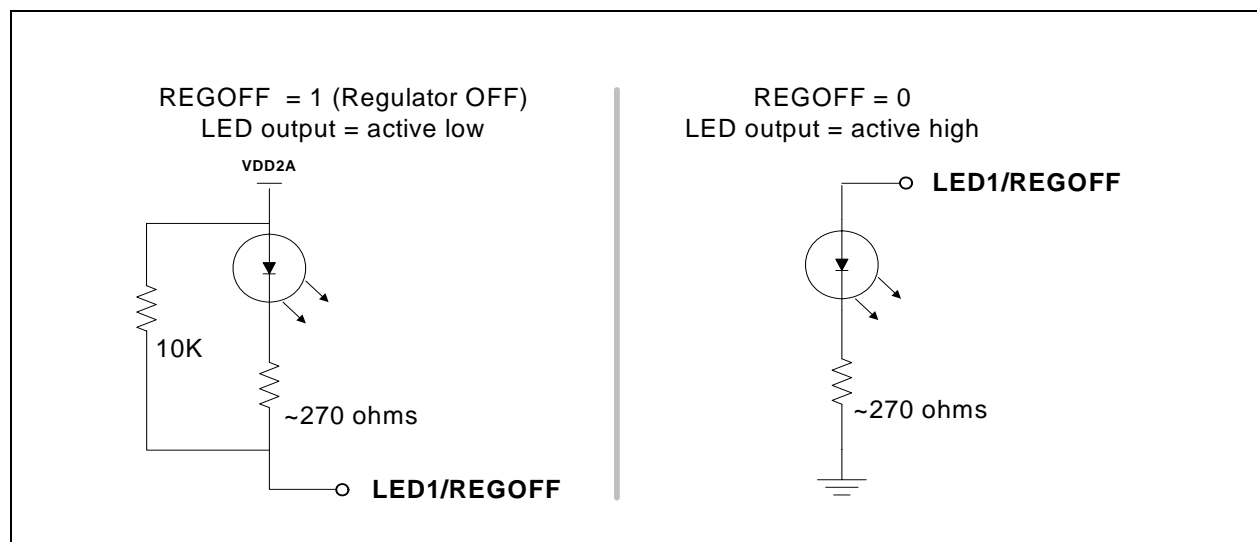 REGOFF = 1 (Regulator OFF)
LED output = active low
VDD2A
10K
~270 ohms
LED1/REGOFF
REGOFF = 0
LED output = active high
LED1/REGOFF
~270 ohms